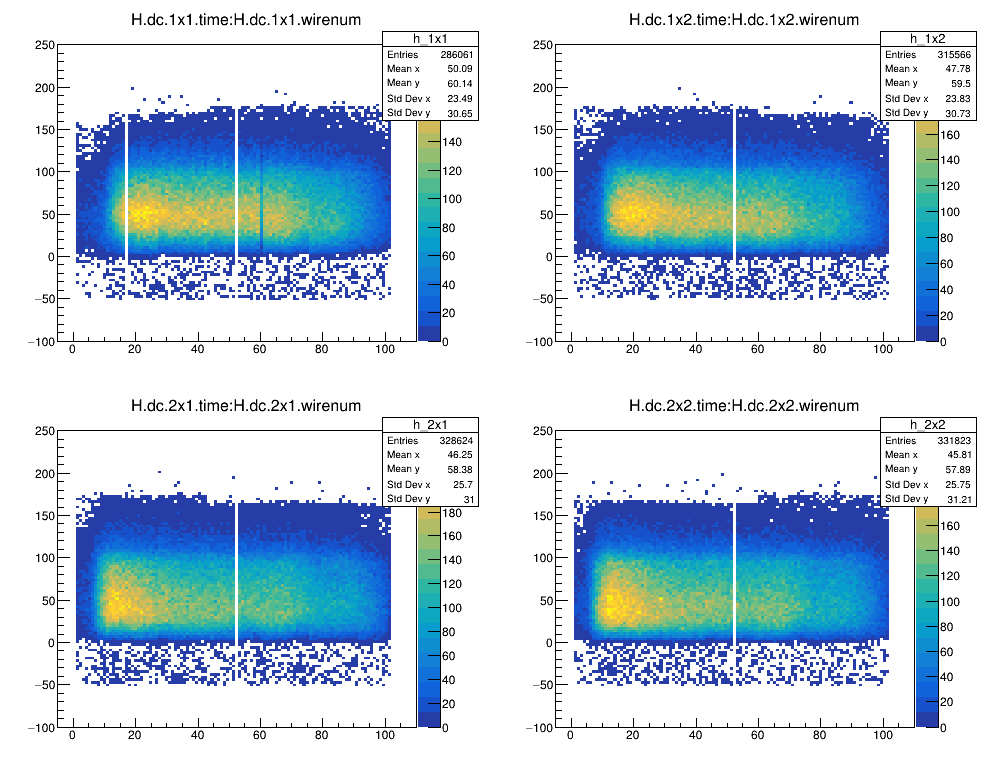 H.dc.1x1.time:H.dc.1x1.wirenum
h_1x1
Entries 286061
Mean x 50.09
Mean y 60.14
Std Dev x 23.49
Std Dev y 30.65
250
200
150
100
50
0
−50
−100
0 20 40 60 80 100
140
120
100
80
60
40
20
0
H.dc.1x2.time:H.dc.1x2.wirenum
h_1x2
Entries 315566
Mean x 47.78
Mean y 59.5
Std Dev x 23.83
Std Dev y 30.73
250
200
150
100
50
0
−50
−100
0 20 40 60 80 100
160
140
120
100
80
60
40
20
0
H.dc.2x1.time:H.dc.2x1.wirenum
h_2x1
Entries 328624
Mean x 46.25
Mean y 58.38
Std Dev x 25.7
Std Dev y 31
250
200
150
100
50
0
−50
−100
0 20 40 60 80 100
180
160
140
120
100
80
60
40
20
0
H.dc.2x2.time:H.dc.2x2.wirenum
h_2x2
Entries 331823
Mean x 45.81
Mean y 57.89
Std Dev x 25.75
Std Dev y 31.21
250
200
150
100
50
0
−50
−100
0 20 40 60 80 100
160
140
120
100
80
60
40
20
0